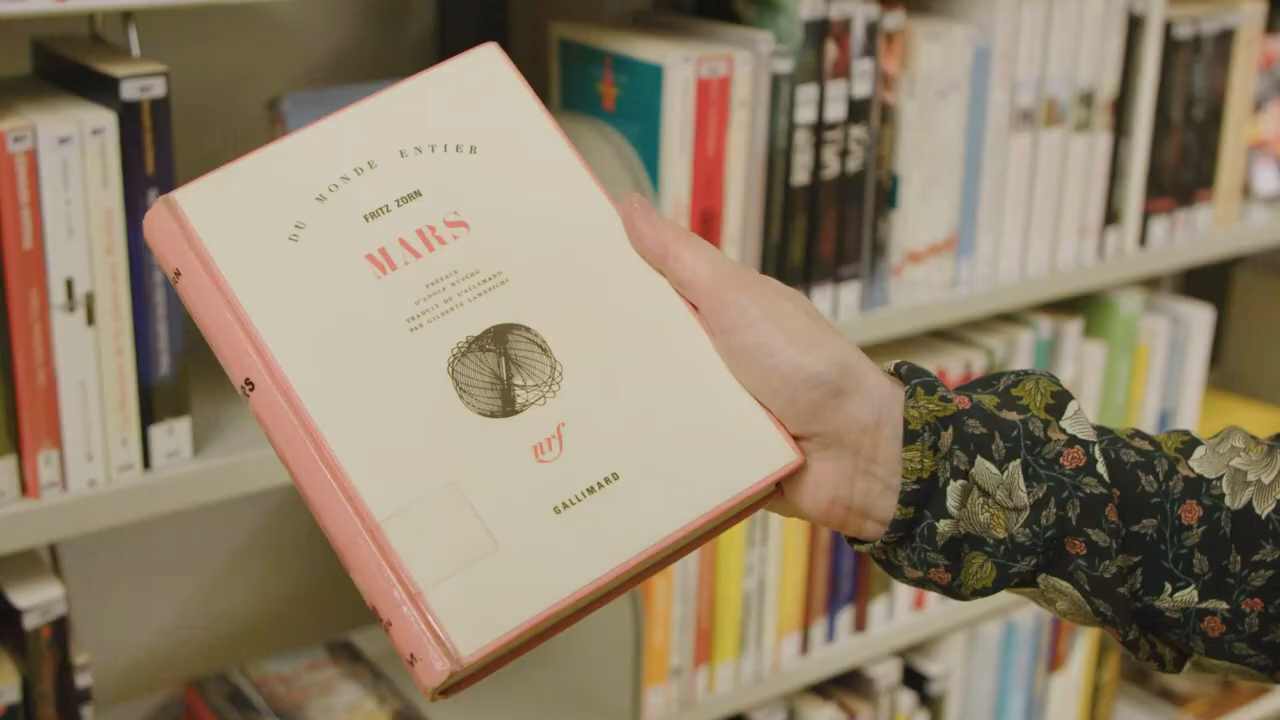 DU MONDE ENTIER
FRITZ ZORN
MARS
PRÉFACE
D'ADOLF MUSCHG
TRADUIT DE L'ALLEMAND
PAR GILBERTE LAMBRICHS
nrf
GALLIMARD